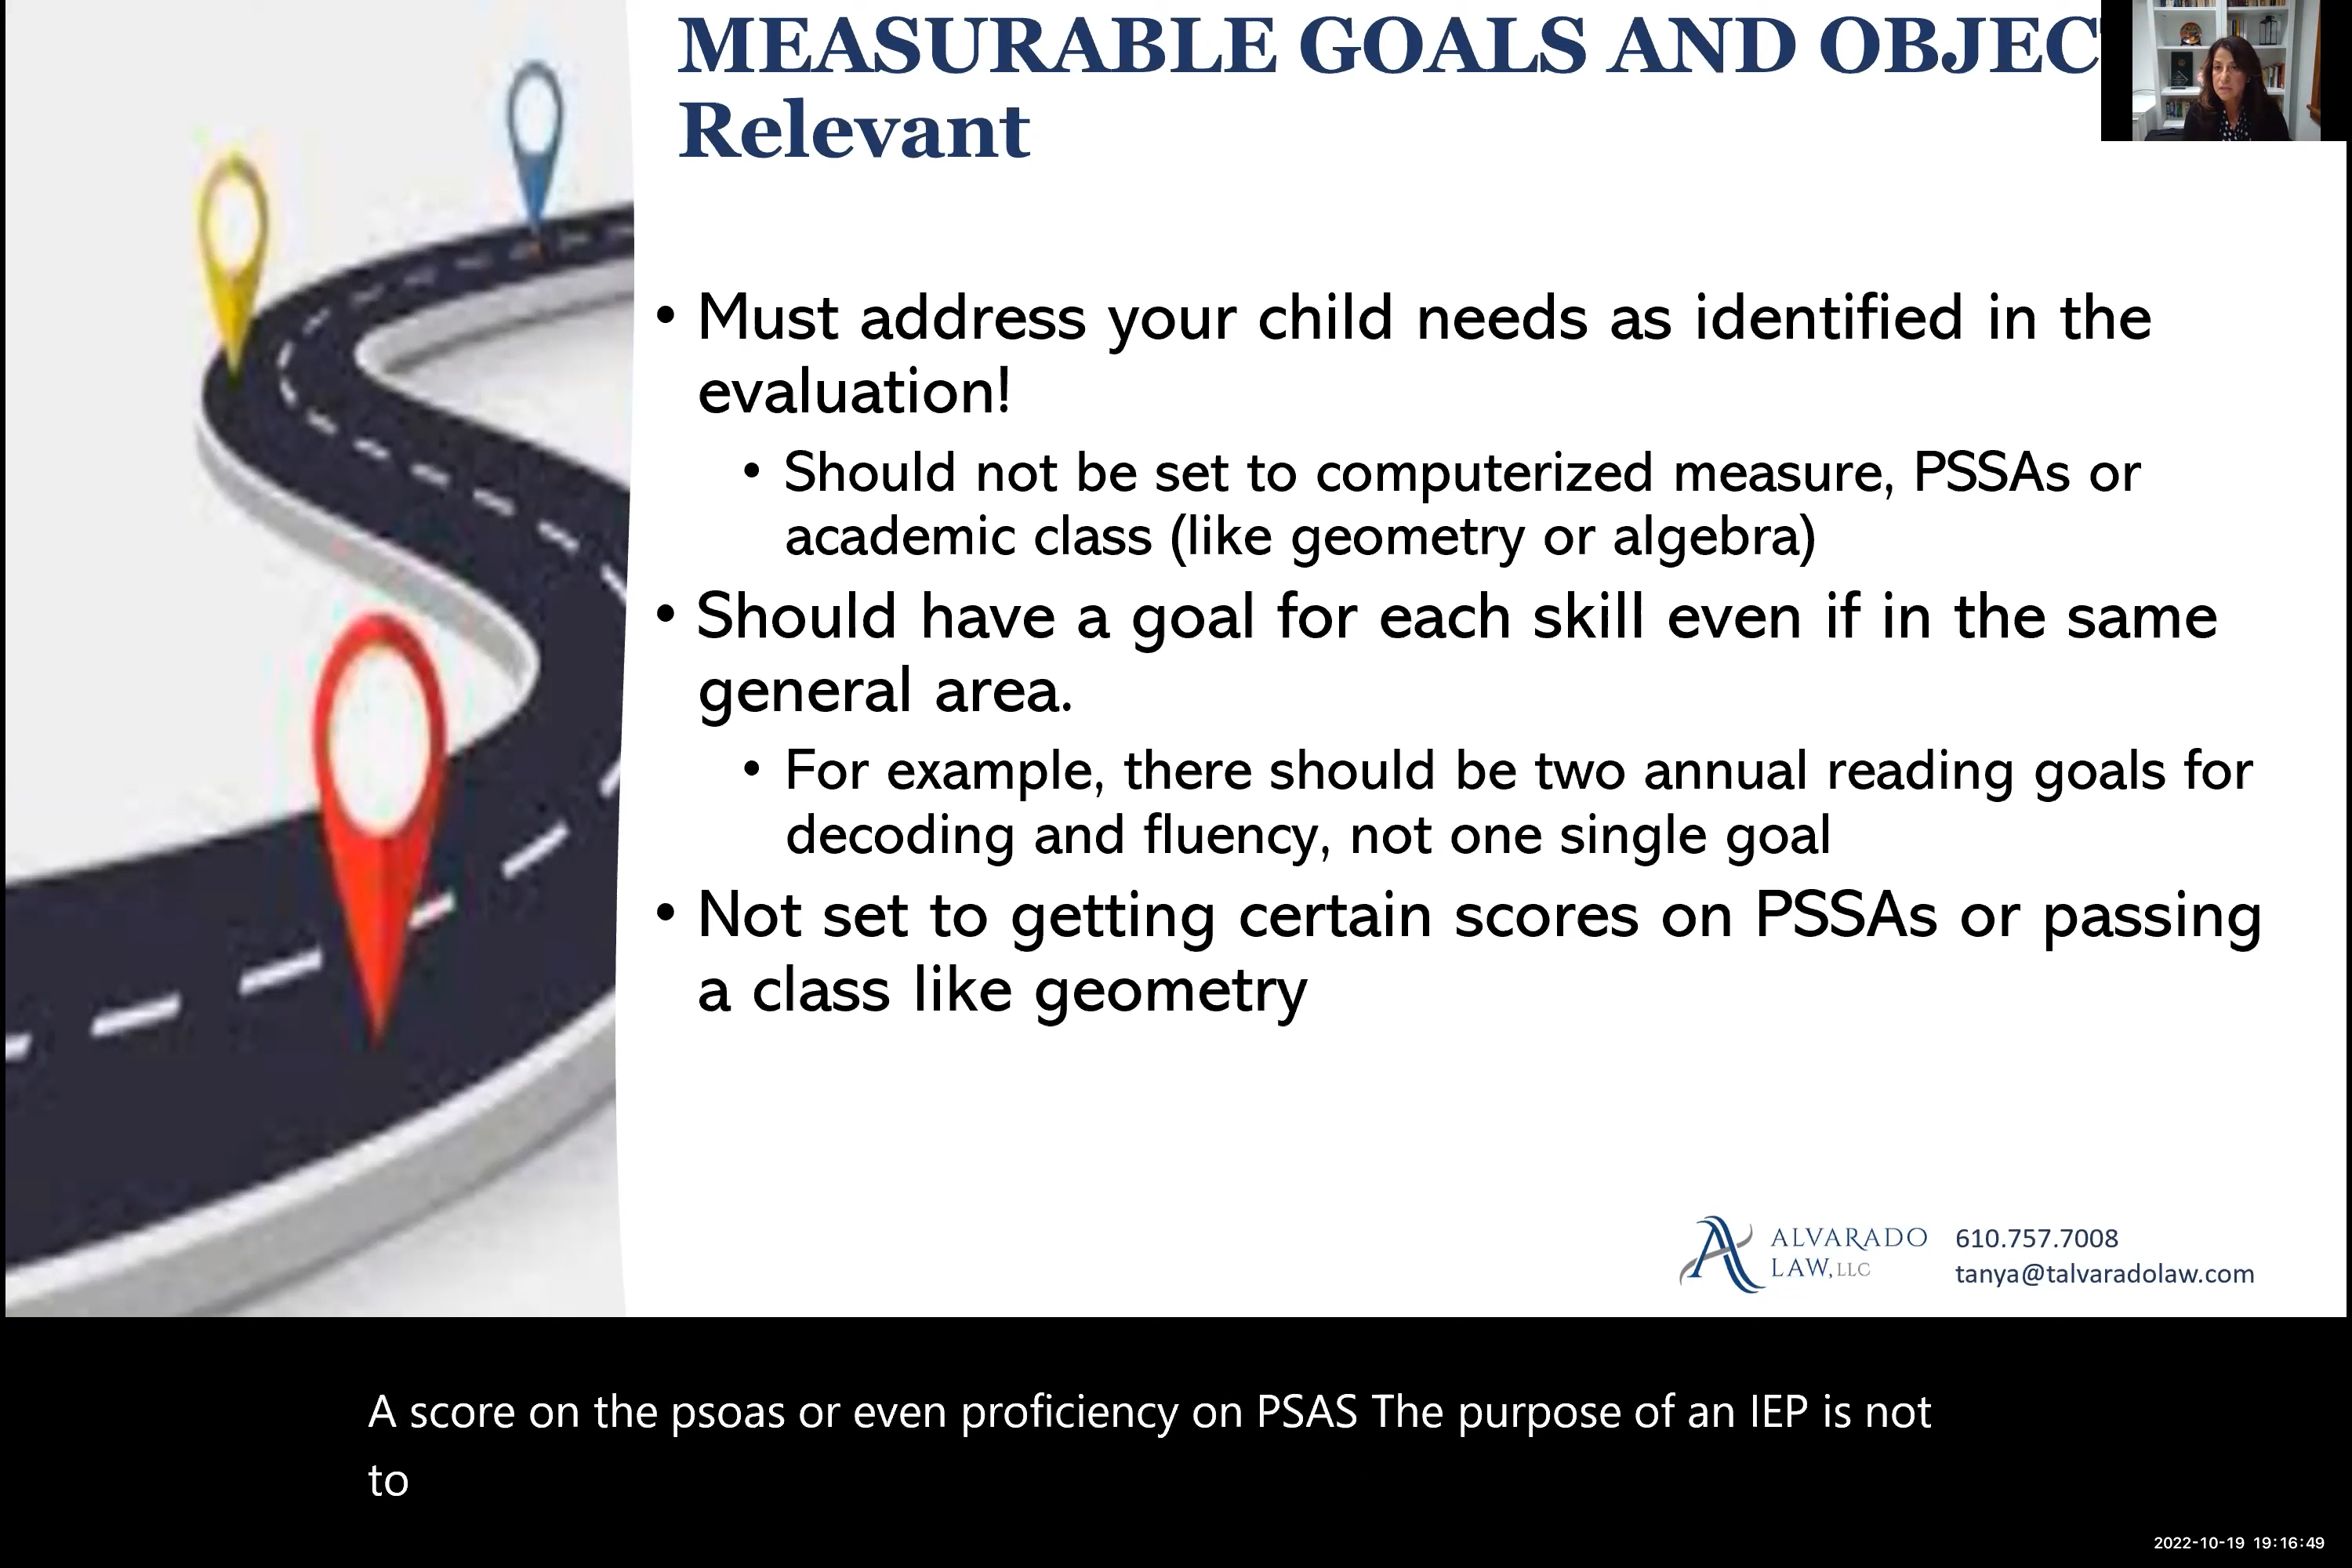 MEASURABLE GOALS AND OBJEC
Relevant
• Must address your child needs as identified in the
evaluation!
• Should not be set to computerized measure, PSSAs or
academic class (like geometry or algebra)
• Should have a goal for each skill even if in the same
general area.
• For example, there should be two annual reading goals for
decoding and fluency, not one single goal
• Not set to getting certain scores on PSSAs or passing
a class like geometry
ALVARADO
LAW, LLC
610.757.7008
tanya@talvaradolaw.com
A score on the psoas or even proficiency on PSAS The purpose of an IEP is not
to
2022-10-19 19:16:49